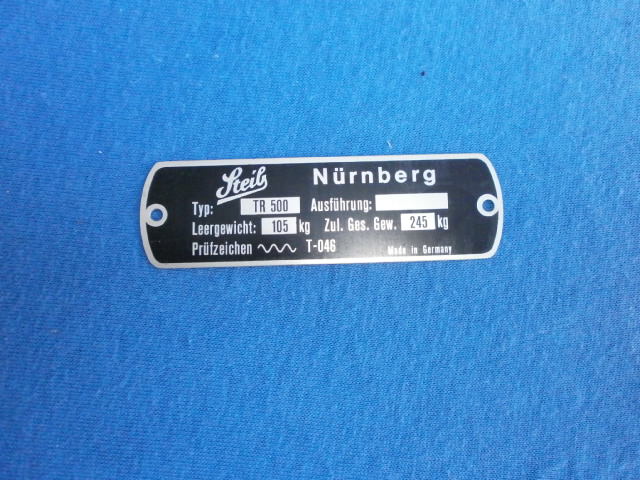 Steib Nürnberg
Typ: TR 500 Ausführung:
Leergewicht: 105 kg Zul. Ges. Gew. 245 kg
Prüfzeichen T-046 Made in Germany